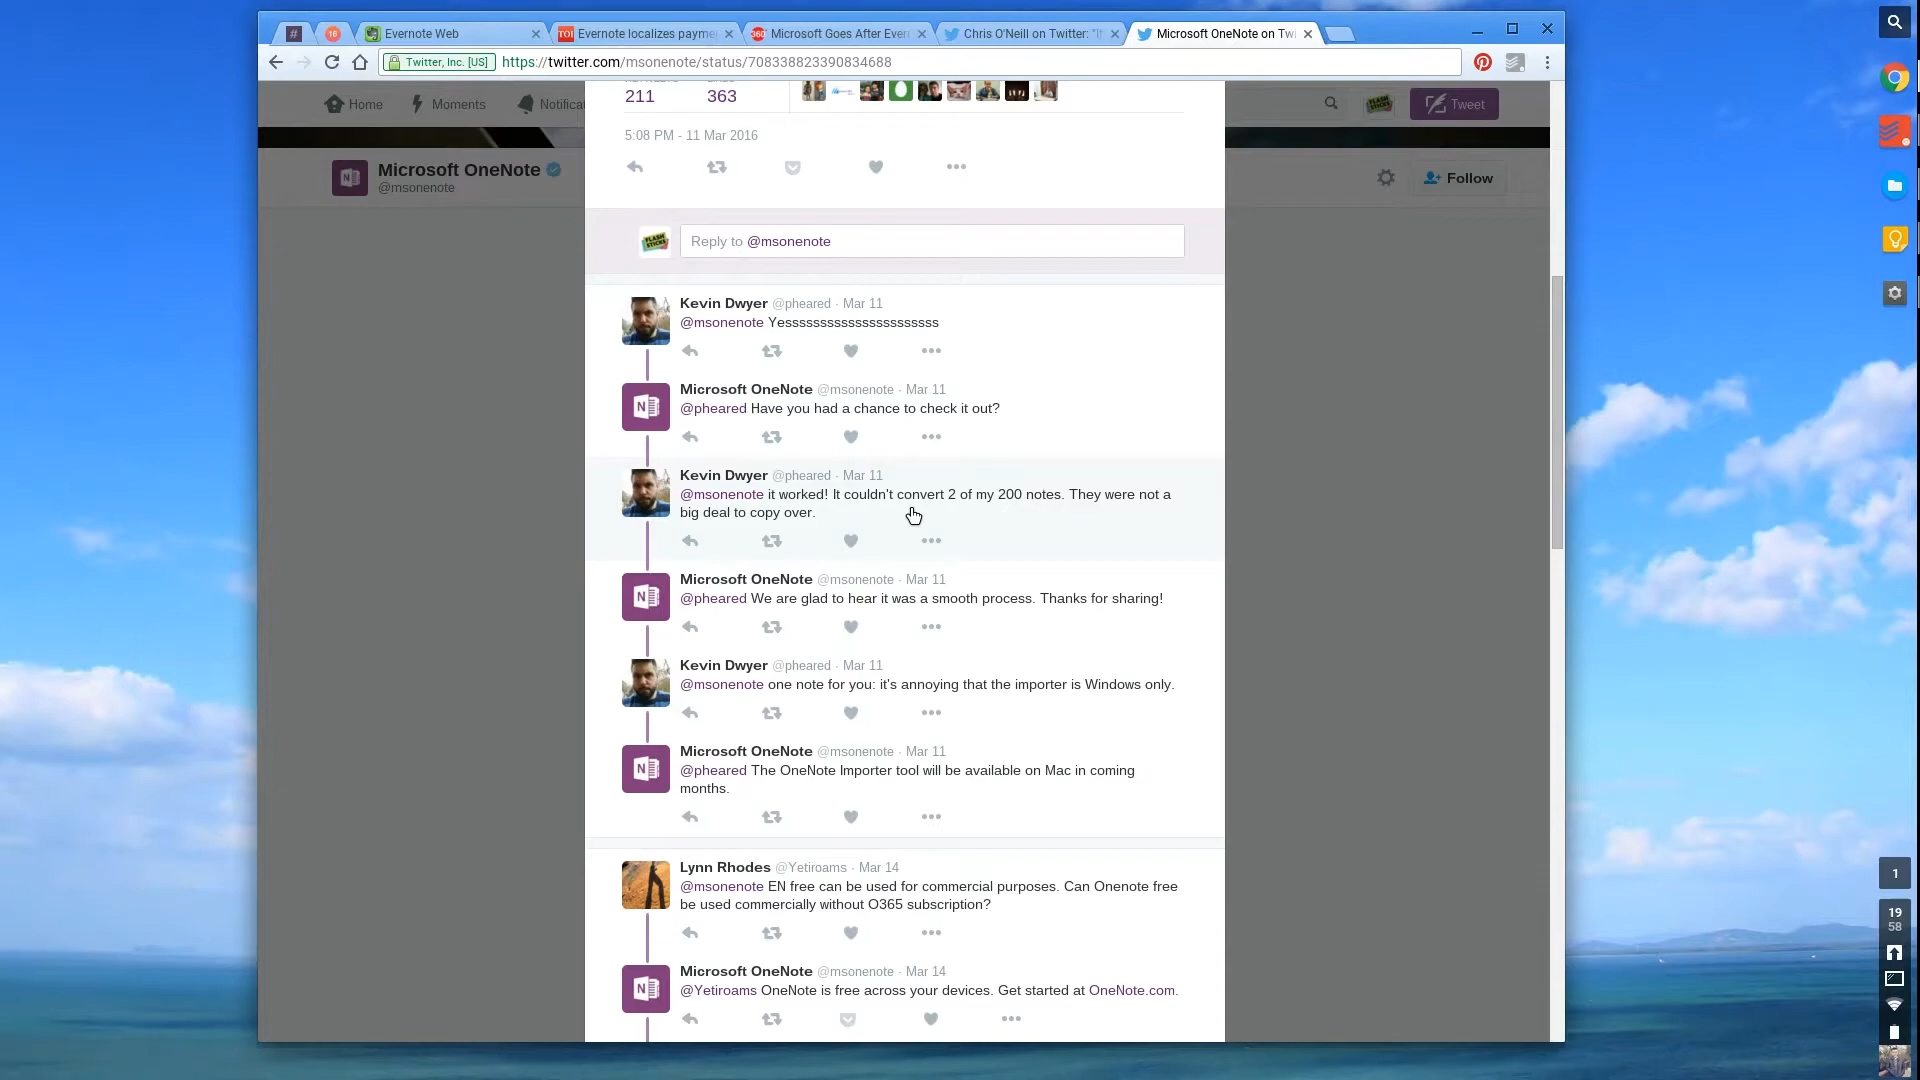 #
16
Evernote Web
TOI
Evernote localizes payme
360
Microsoft Goes After Ever
Chris O'Neill on Twitter: "I
Microsoft OneNote on Twi
Twitter, Inc. [US]
https://twitter.com/msonenote/status/708338823390834688
Home
Moments
Notifica
Tweet
211
363
5:08 PM - 11 Mar 2016
Microsoft OneNote
@msonenote
Follow
FLASH STICKS
Reply to @msonenote
Kevin Dwyer @pheared · Mar 11
@msonenote Yessssssssssssssssssssssss
Microsoft OneNote @msonenote · Mar 11
@pheared Have you had a chance to check it out?
Kevin Dwyer @pheared · Mar 11
@msonenote it worked! It couldn't convert 2 of my 200 notes. They were not a
big deal to copy over.
Microsoft OneNote @msonenote · Mar 11
@pheared We are glad to hear it was a smooth process. Thanks for sharing!
Kevin Dwyer @pheared · Mar 11
@msonenote one note for you: it's annoying that the importer is Windows only.
Microsoft OneNote @msonenote · Mar 11
@pheared The OneNote Importer tool will be available on Mac in coming
months.
Lynn Rhodes @Yetiroams · Mar 14
@msonenote EN free can be used for commercial purposes. Can Onenote free
be used commercially without O365 subscription?
Microsoft OneNote @msonenote · Mar 14
@Yetiroams OneNote is free across your devices. Get started at OneNote.com.
1
19
58